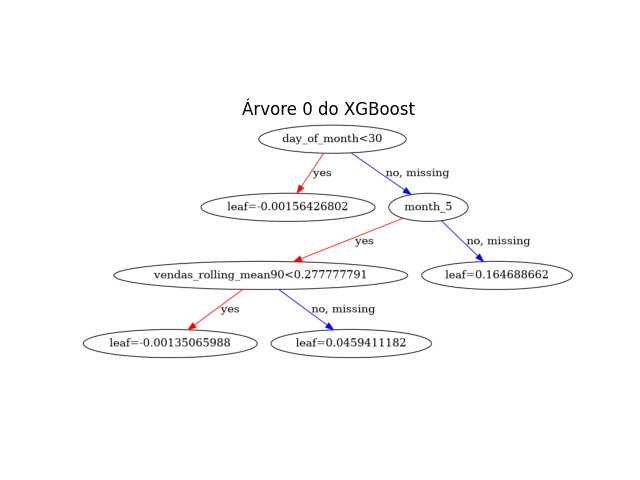 Árvore 0 do XGBoost
day_of_month<30
yes
no, missing
leaf=-0.00156426802
month_5
yes
no, missing
vendas_rolling_mean90<0.277777791
leaf=0.164688662
yes
no, missing
leaf=-0.00135065988
leaf=0.0459411182